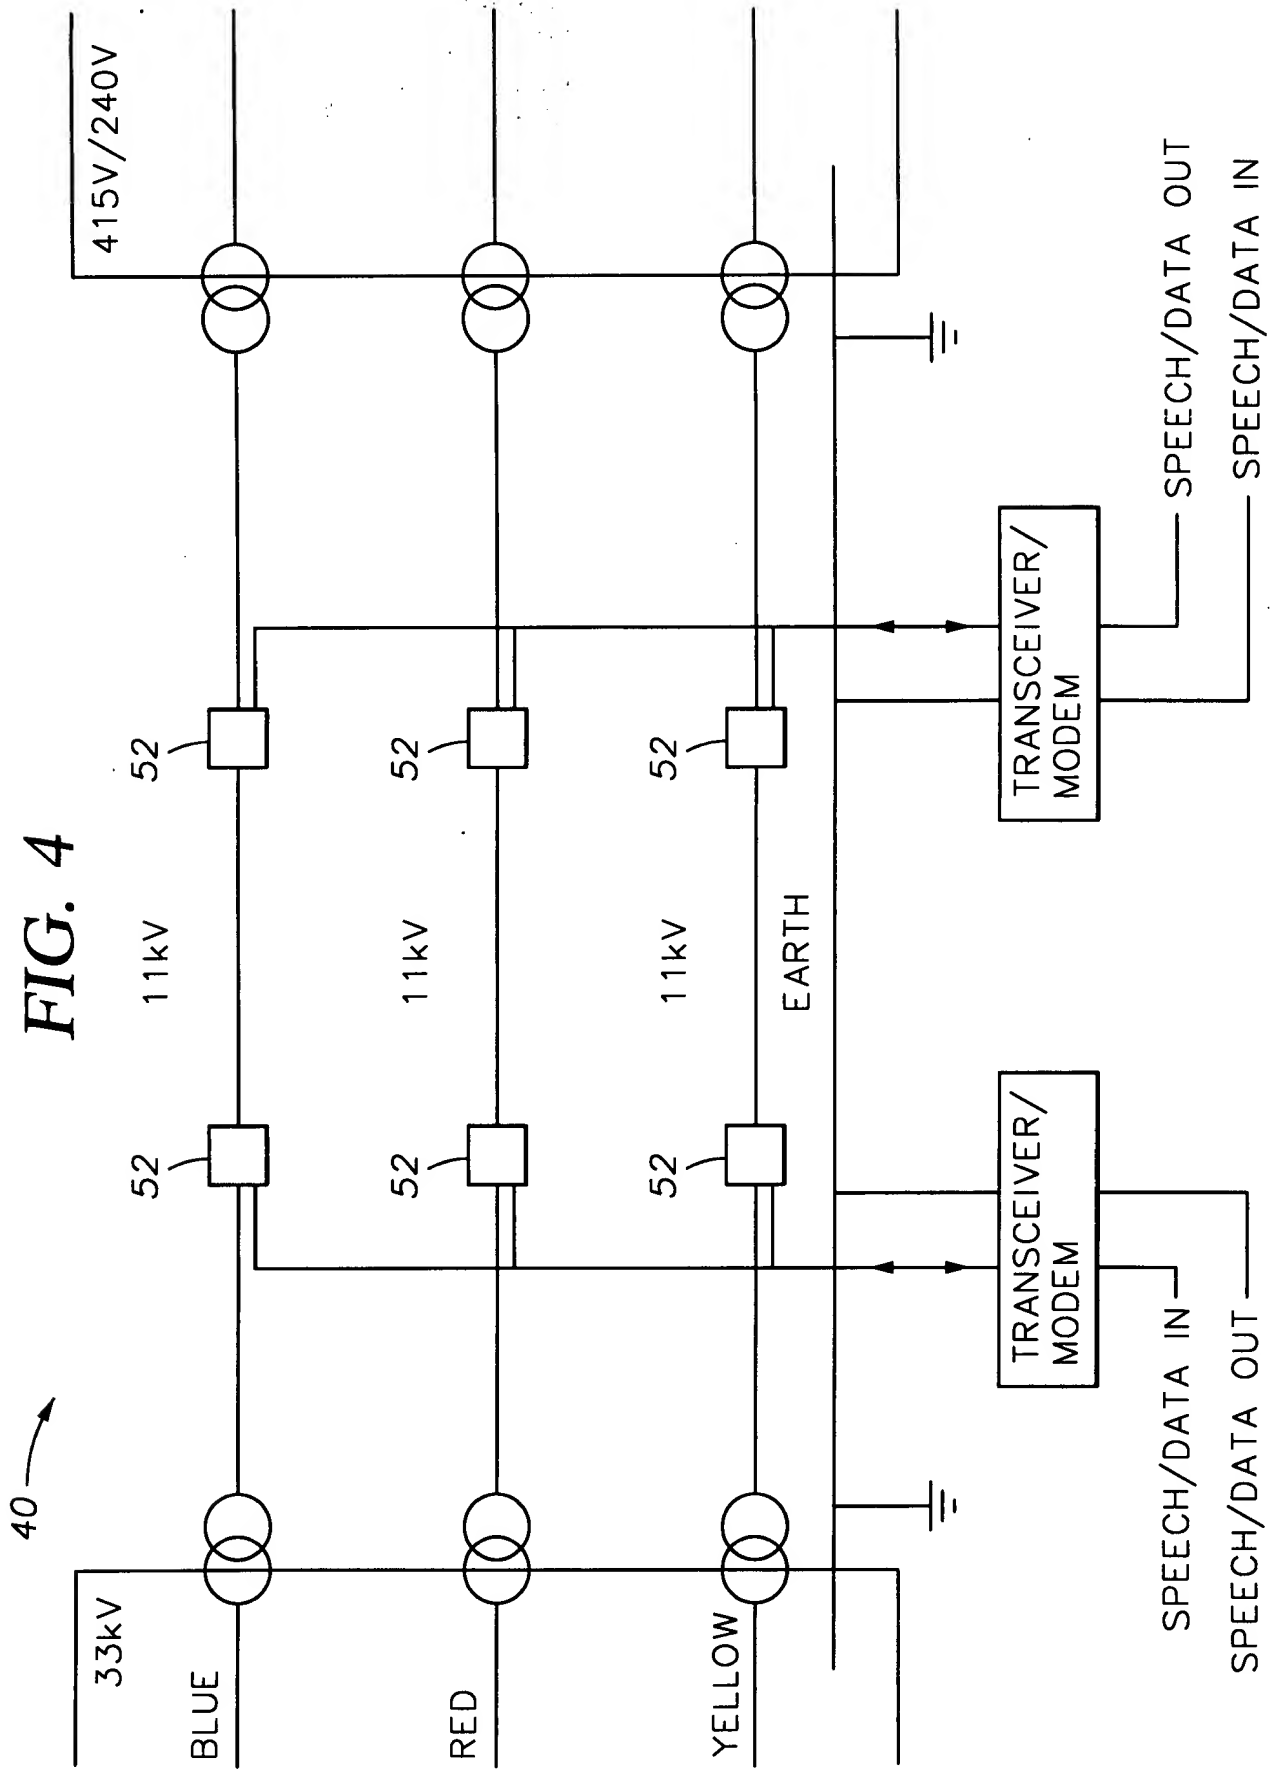 FIG. 4
40
33kV
415V/240V
BLUE
52
11kV
52
RED
52
11kV
52
YELLOW
52
11kV
52
EARTH
TRANSCEIVER/
MODEM
TRANSCEIVER/
MODEM
SPEECH/DATA IN
SPEECH/DATA OUT
SPEECH/DATA OUT
SPEECH/DATA IN